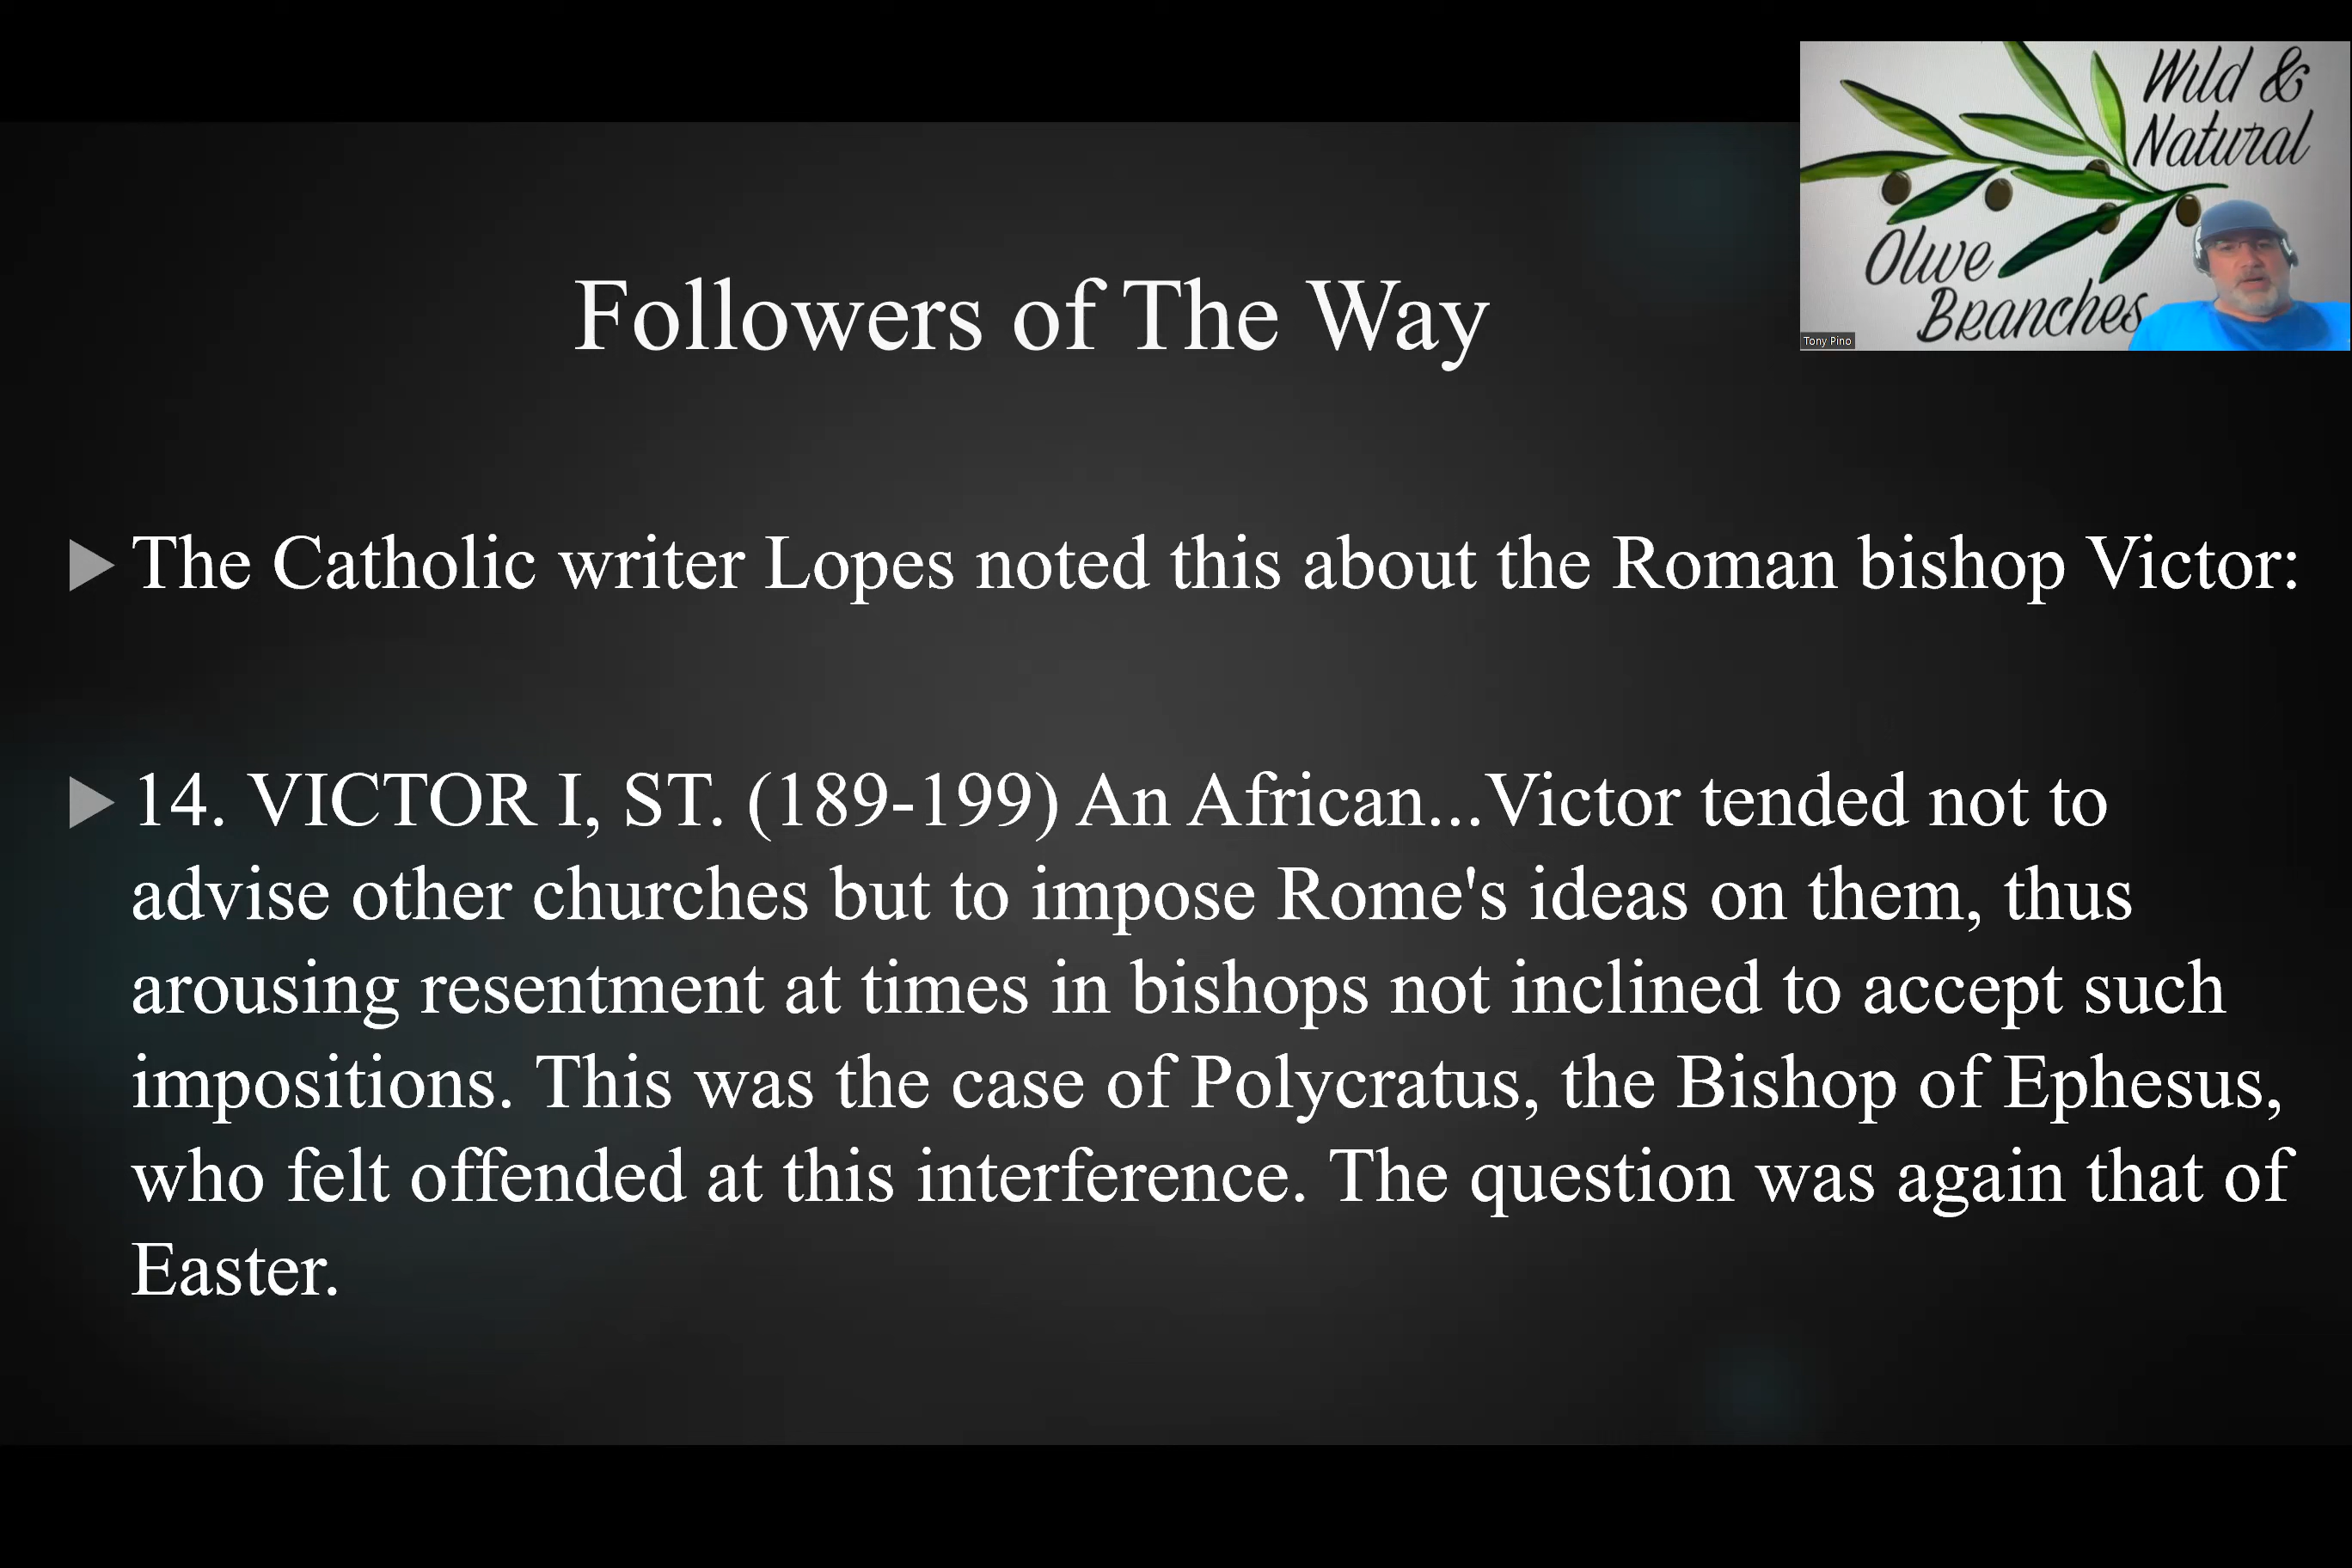 Wild &
Natural
Olive
Branches
Tony Pino
Followers of The Way
The Catholic writer Lopes noted this about the Roman bishop Victor:
14. VICTOR I, ST. (189-199) An African...Victor tended not to
advise other churches but to impose Rome's ideas on them, thus
arousing resentment at times in bishops not inclined to accept such
impositions. This was the case of Polycratus, the Bishop of Ephesus,
who felt offended at this interference. The question was again that of
Easter.